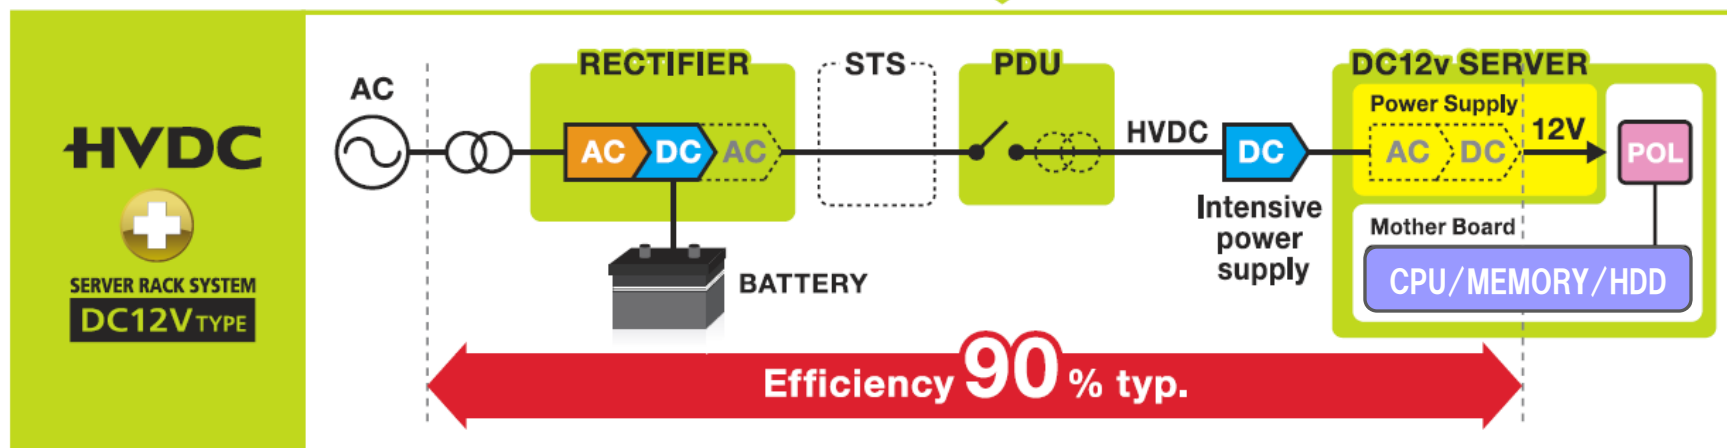 HVDC
SERVER RACK SYSTEM
DC12V TYPE
AC
RECTIFIER
AC DC AC
BATTERY
STS
PDU
HVDC
DC
Intensive
power
supply
DC12v SERVER
Power Supply
AC DC
12V
POL
Mother Board
CPU/MEMORY/HDD
Efficiency 90 % typ.